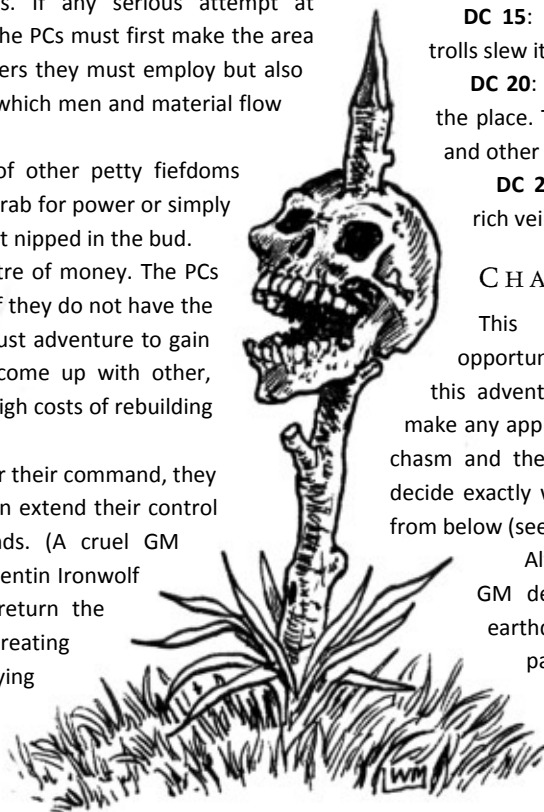 s. If any serious attempt at
he PCs must first make the area
ers they must employ but also
which men and material flow
of other petty fiefdoms
rab for power or simply
t nipped in the bud.
tre of money. The PCs
f they do not have the
ust adventure to gain
come up with other,
igh costs of rebuilding
r their command, they
n extend their control
ds. (A cruel GM
entin Ironwolf
return the
reating
ying
DC 15:
trolls slew it
DC 20:
the place. T
and other
DC 2
rich vei
CHA
This
opportun
this advent
make any app
chasm and the
decide exactly w
from below (see
Al
GM de
earthq
pa
WM